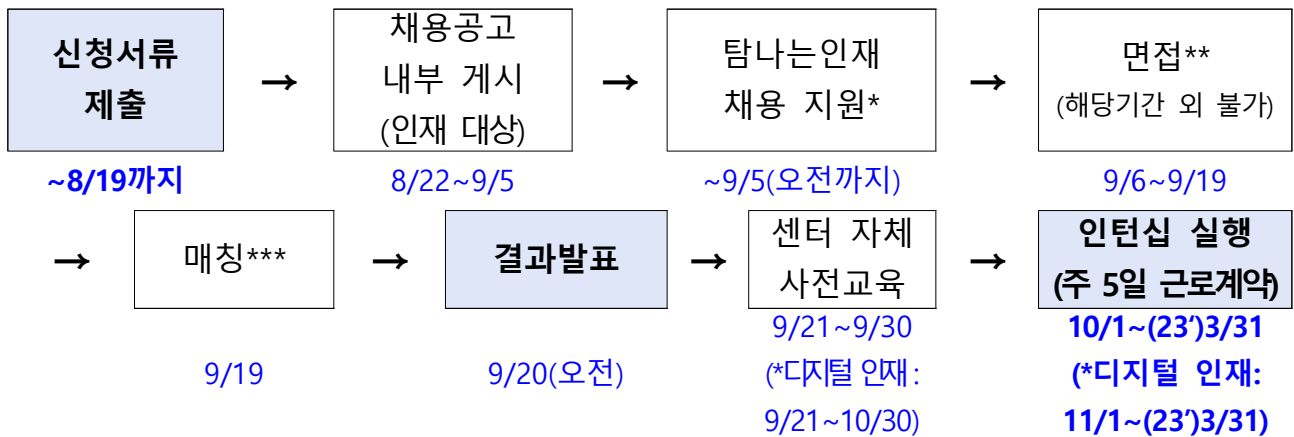 신청서류
제출
→
채용공고
내부 게시
(인재 대상)
→
탐나는인재
채용 지원*
→
면접**
(해당기간 외 불가)
~8/19까지
8/22~9/5
~9/5(오전까지)
9/6~9/19
→
매칭***
→
결과발표
→
센터 자체
사전교육
→
인턴십 실행
(주 5일 근로계약)
9/19
9/20(오전)
9/21~9/30
(*디지털 인재:
9/21~10/30)
10/1~(23‘)3/31
(*디지털 인재:
11/1~(23‘)3/31)